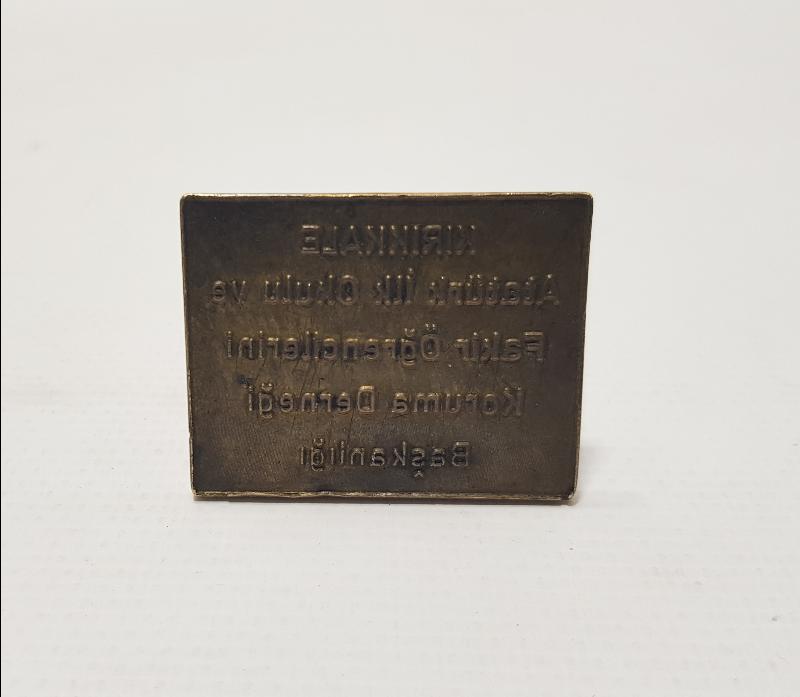 KIRIKKALE
Atatürk İlk Okulu ve
Fakir Öğrencilerini
Koruma Derneği
Başkanlığı